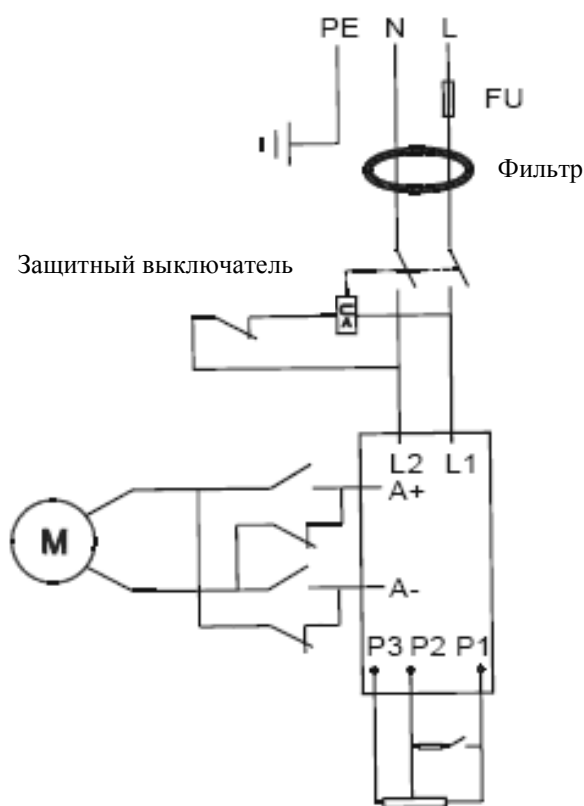 PE N L
FU
Фильтр
Защитный выключатель
U<
A
L2 L1
A+
M
A-
P3 P2 P1